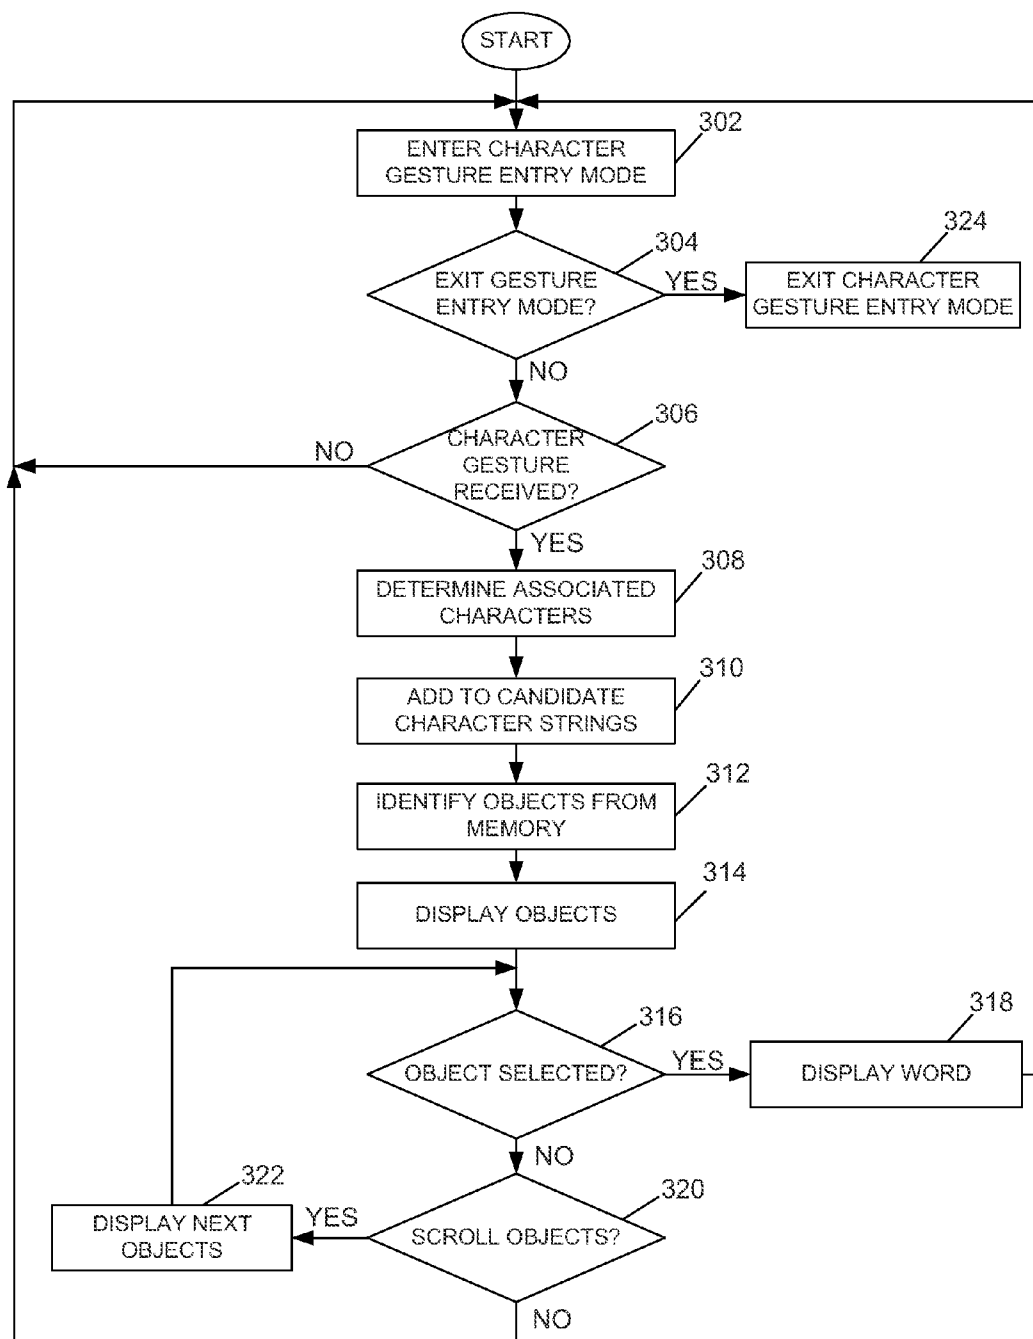 START
302
ENTER CHARACTER
GESTURE ENTRY MODE
304
EXIT GESTURE
ENTRY MODE?
YES
324
EXIT CHARACTER
GESTURE ENTRY MODE
NO
306
CHARACTER
GESTURE
RECEIVED?
NO
YES
308
DETERMINE ASSOCIATED
CHARACTERS
310
ADD TO CANDIDATE
CHARACTER STRINGS
312
IDENTIFY OBJECTS FROM
MEMORY
314
DISPLAY OBJECTS
316
OBJECT SELECTED?
YES
318
DISPLAY WORD
NO
320
SCROLL OBJECTS?
YES
322
DISPLAY NEXT
OBJECTS
NO